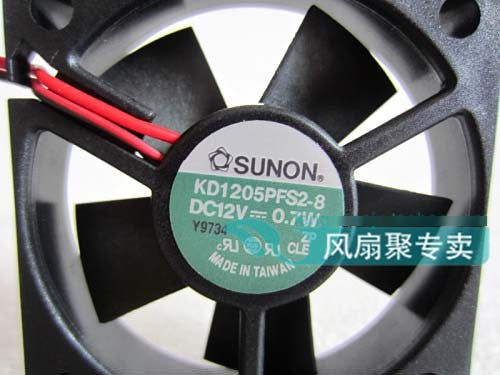 SUNON®
KD1205PFS2-8
DC12V⎓0.7W
Y9734
CLE
MADE IN TAIWAN
风扇聚专卖